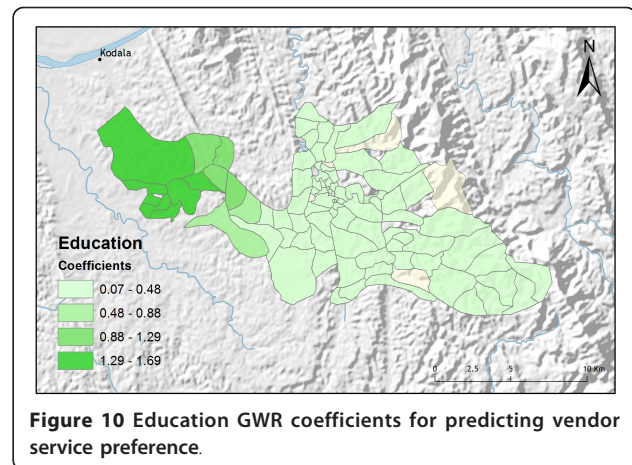 Kodala
N
Education
Coefficients
0.07 - 0.48
0.48 - 0.88
0.88 - 1.29
1.29 - 1.69
0 2.5 5 10 Km
Figure 10 Education GWR coefficients for predicting vendor
service preference.